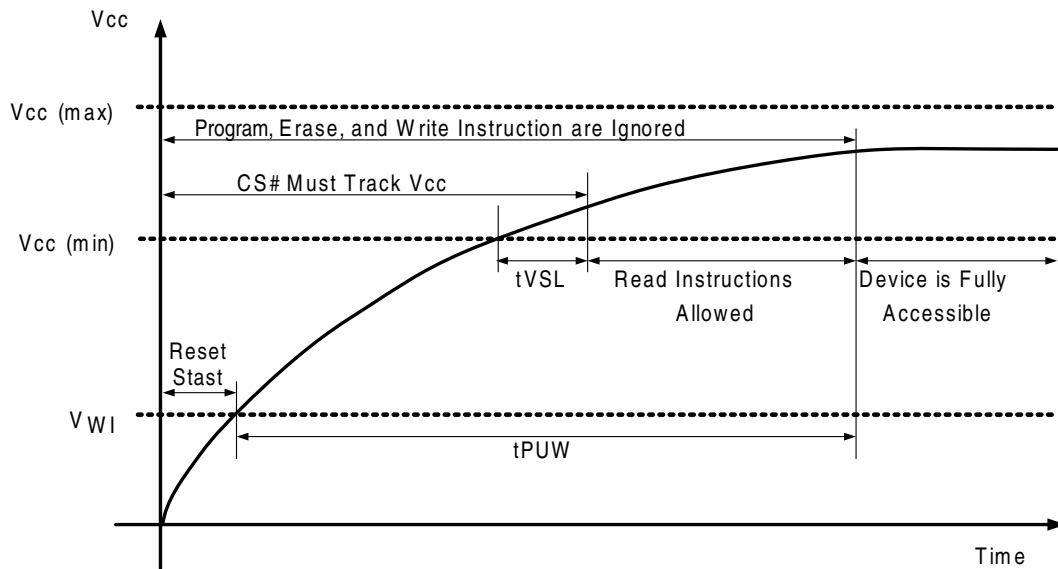 Vcc
Vcc (max)
Program, Erase, and Write Instruction are Ignored
CS# Must Track Vcc
Vcc (min)
tVSL
Read Instructions
Allowed
Device is Fully
Accessible
Reset
Stast
VWI
tPUW
Time